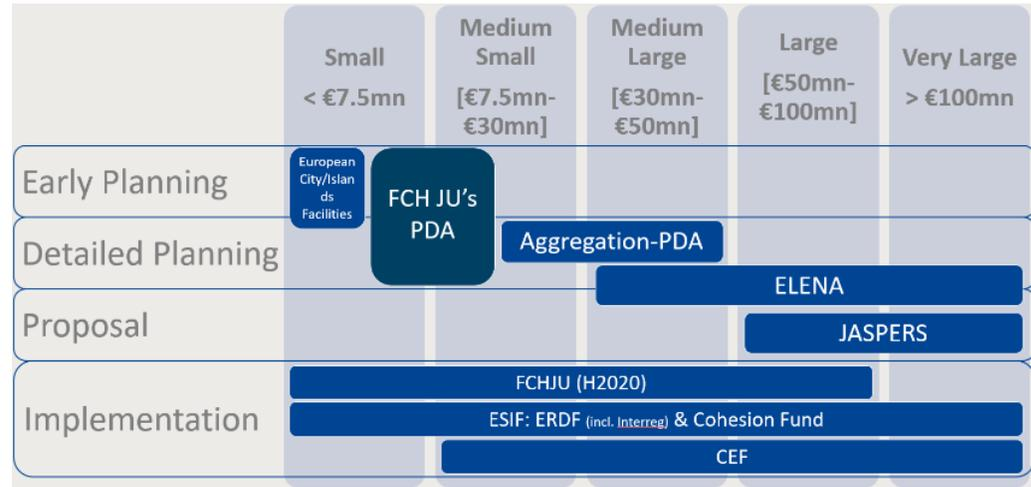 Small
< €7.5mn
Medium
Small
[€7.5mn-
€30mn]
Medium
Large
[€30mn-
€50mn]
Large
[€50mn-
€100mn]
Very Large
> €100mn
Early Planning
European
City/Islan
ds
Facilities
FCH JU’s
PDA
Detailed Planning
Aggregation-PDA
ELENA
Proposal
JASPERS
Implementation
FCHJU (H2020)
ESIF: ERDF (incl. Interreg) & Cohesion Fund
CEF